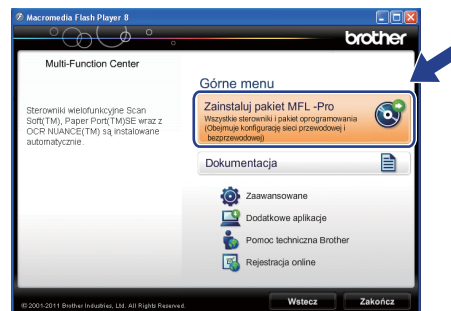 Macromedia Flash Player 8
brother
Multi-Function Center
Sterowniki wielofunkcyjne Scan
Soft(TM), Paper Port(TM)SE wraz z
OCR NUANCE(TM) są instalowane
automatycznie.
Górne menu
Zainstaluj pakiet MFL -Pro
Wszystkie sterowniki i pakiet oprogramowania
(Obejmuje konfigurację sieci przewodowej i
bezprzewodowej)
Dokumentacja
Zaawansowane
Dodatkowe aplikacje
Pomoc techniczna Brother
Rejestracja online
© 2001-2011 Brother Industries, Ltd. All Rights Reserved.
Wstecz
Zakończ